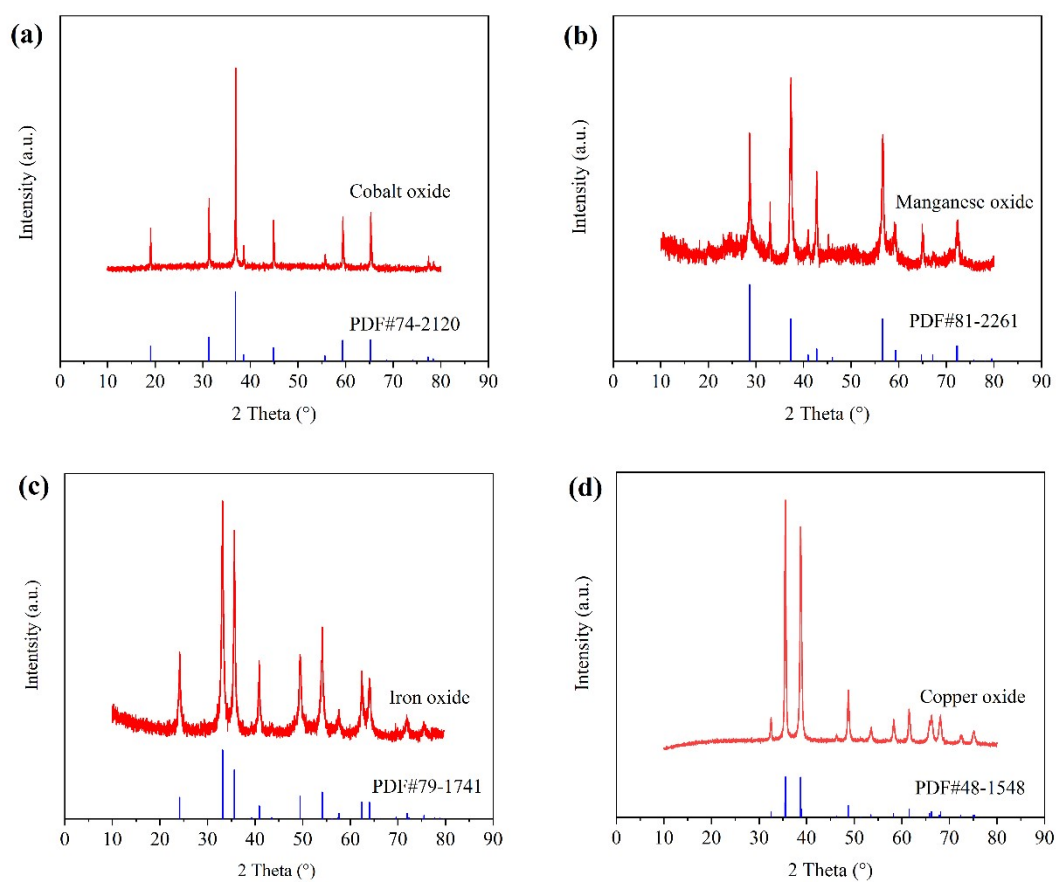 (a)
Intensity (a.u.)
Cobalt oxide
PDF#74-2120
0 10 20 30 40 50 60 70 80 90
2 Theta (°)
(b)
Intensity (a.u.)
Manganese oxide
PDF#81-2261
0 10 20 30 40 50 60 70 80 90
2 Theta (°)
(c)
Intentsity (a.u.)
Iron oxide
PDF#79-1741
0 10 20 30 40 50 60 70 80 90
2 Theta (°)
(d)
Intensity (a.u.)
Copper oxide
PDF#48-1548
0 10 20 30 40 50 60 70 80 90
2 Theta (°)